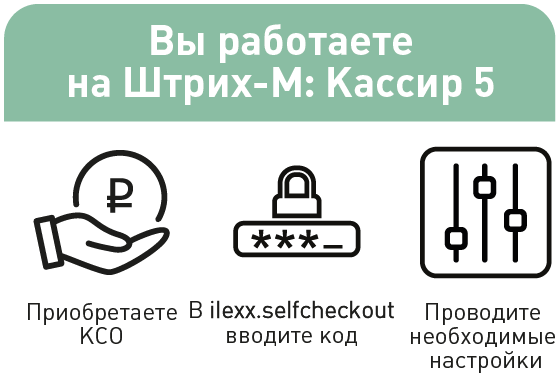 Вы работаете
на Штрих-М: Кассир 5
₽
***_
Приобретаете
КСО
В ilexx.selfcheckout
вводите код
Проводите
необходимые
настройки